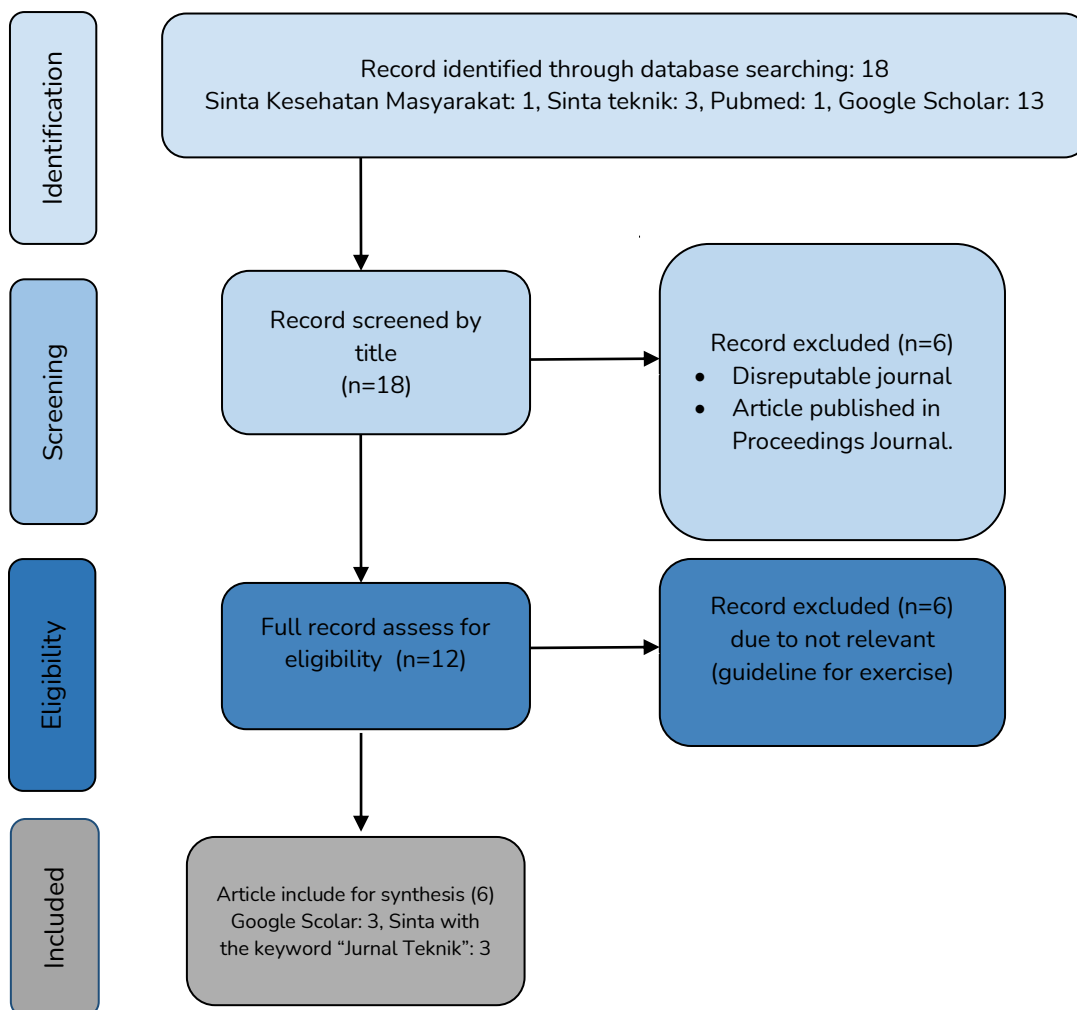 Identification
Record identified through database searching: 18
Sinta Kesehatan Masyarakat: 1, Sinta teknik: 3, Pubmed: 1, Google Scholar: 13
Screening
Record screened by
title
(n=18)
Record excluded (n=6)
• Disreputable journal
• Article published in
Proceedings Journal.
Eligibility
Full record assess for
eligibility (n=12)
Record excluded (n=6)
due to not relevant
(guideline for exercise)
Included
Article include for synthesis (6)
Google Scolar: 3, Sinta with
the keyword “Jurnal Teknik”: 3